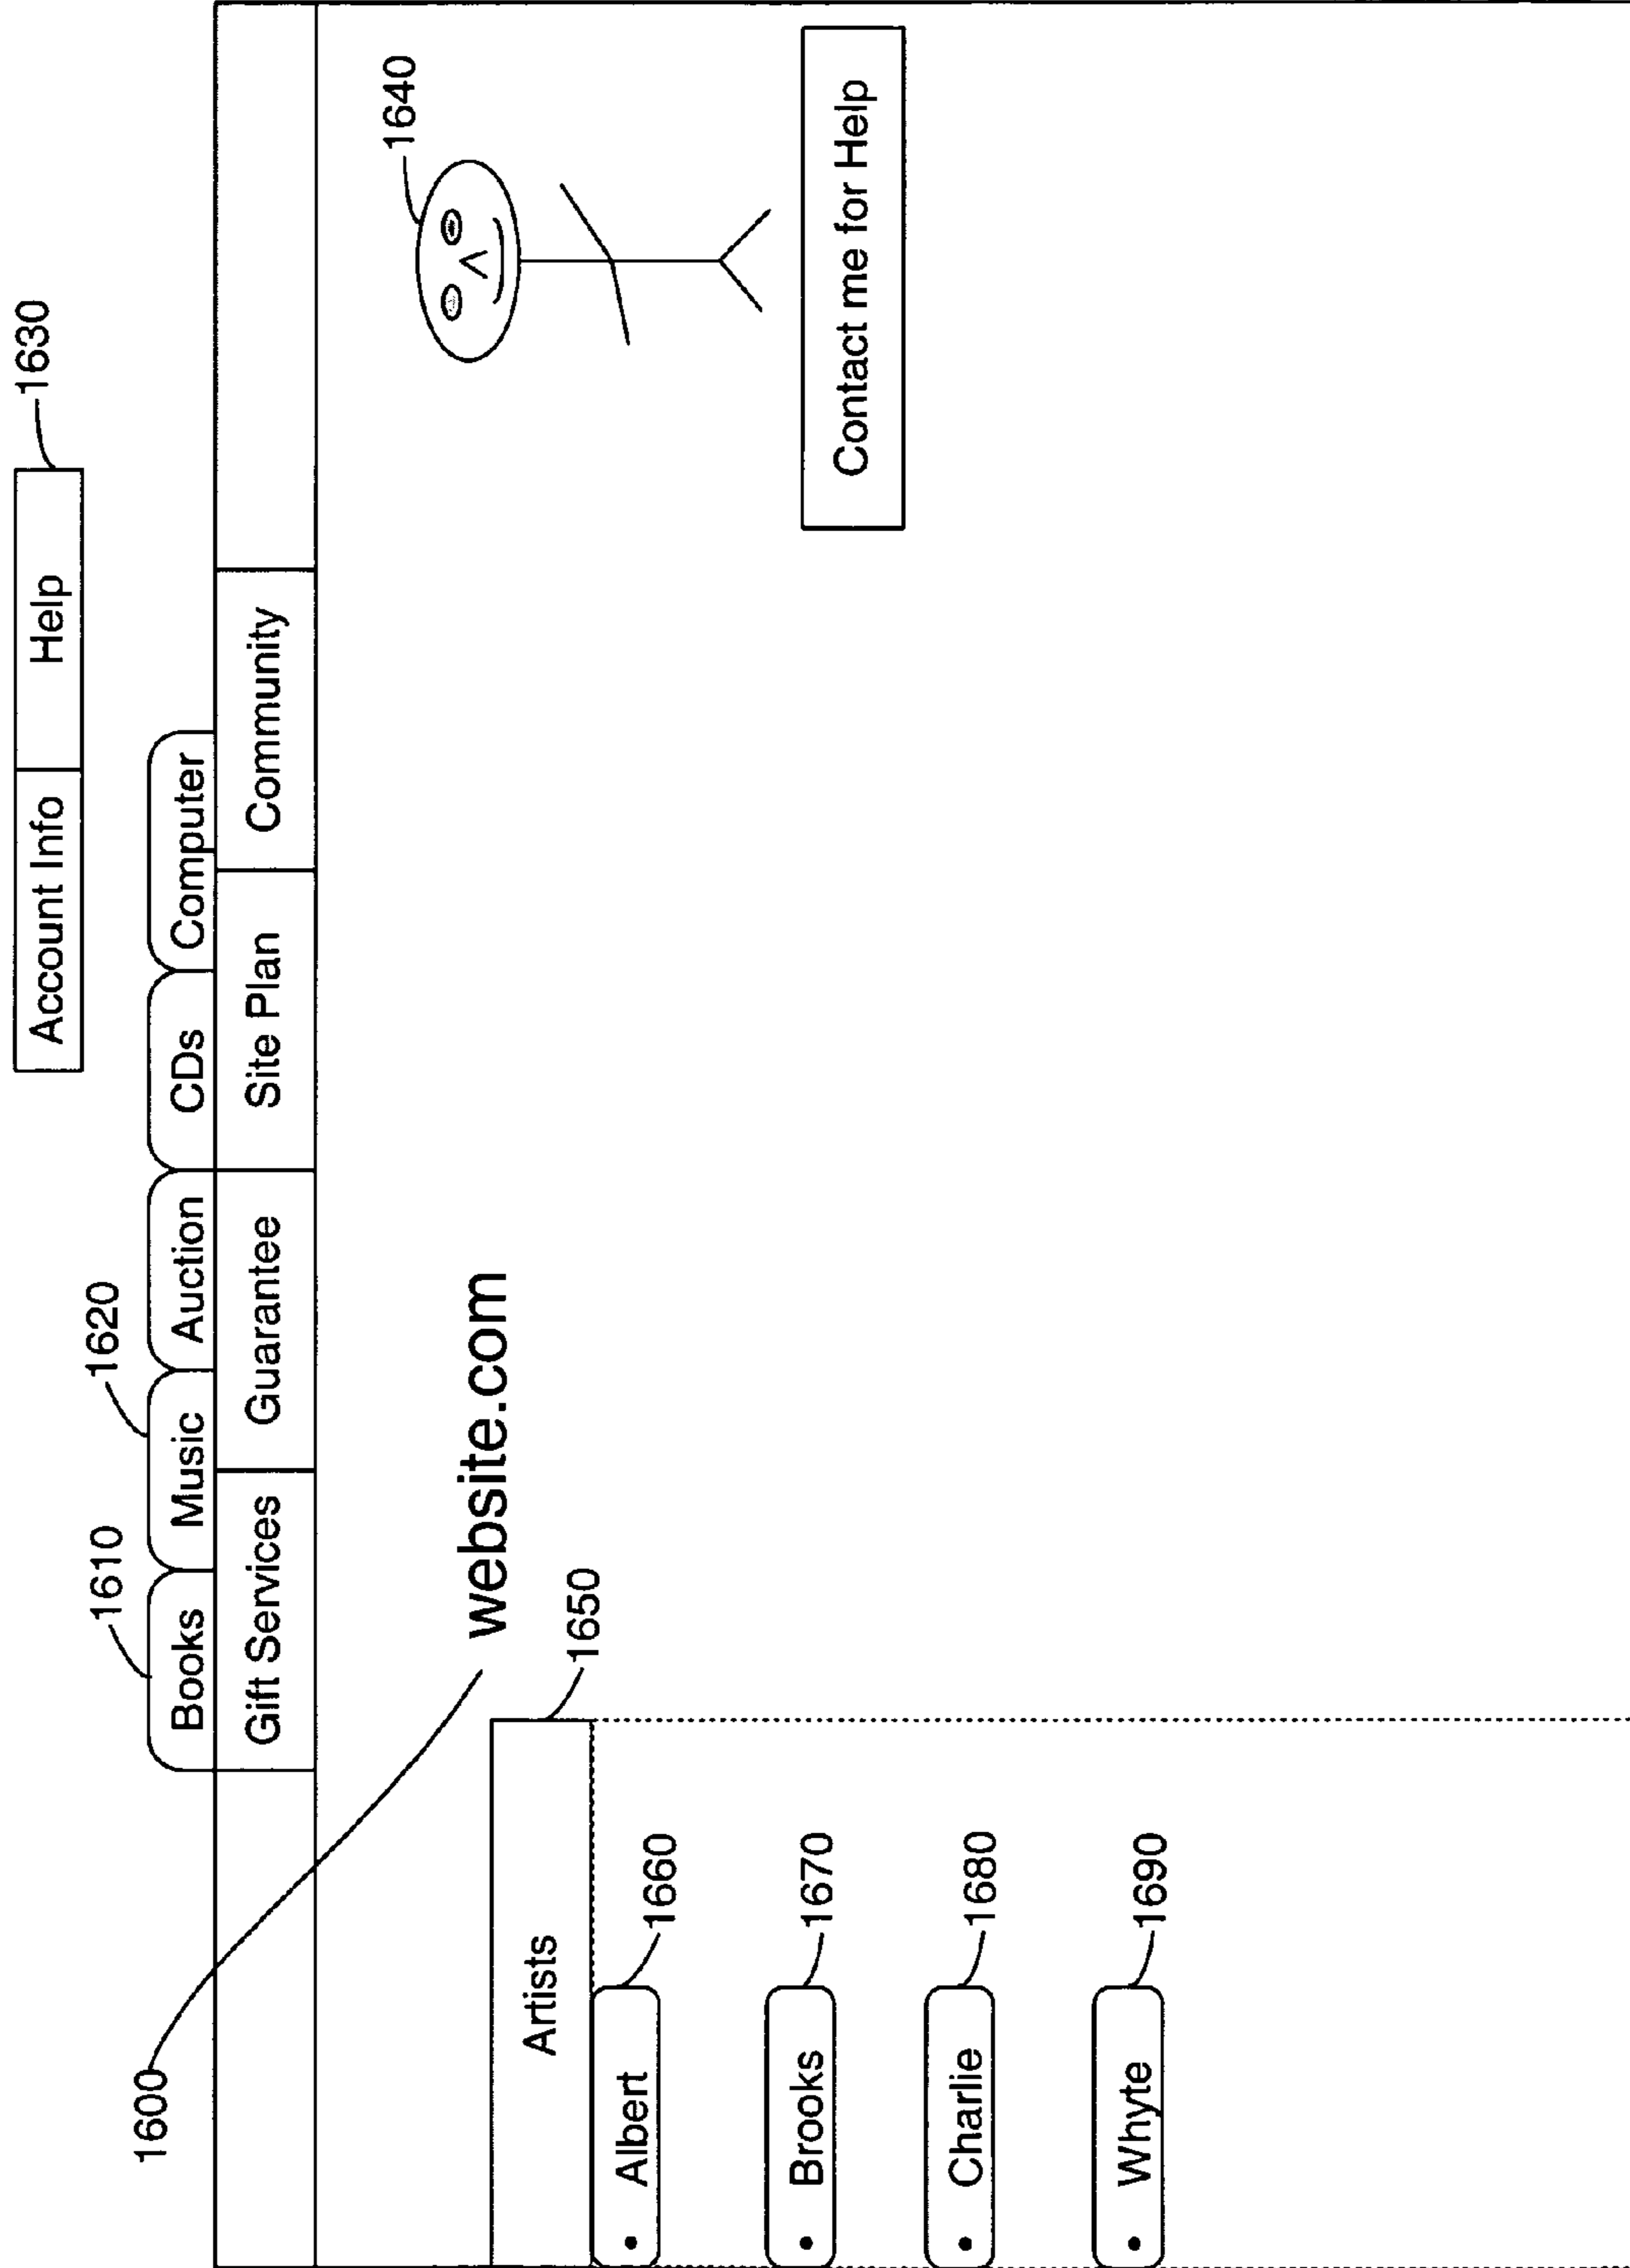 Account Info Help 1630
1610 1620
Books Music Auction CDs Computer
Gift Services Guarantee Site Plan Community
1600
website.com
1640
Artists
1650
Albert
1660
Brooks
1670
Charlie
1680
Whyte
1690
Contact me for Help